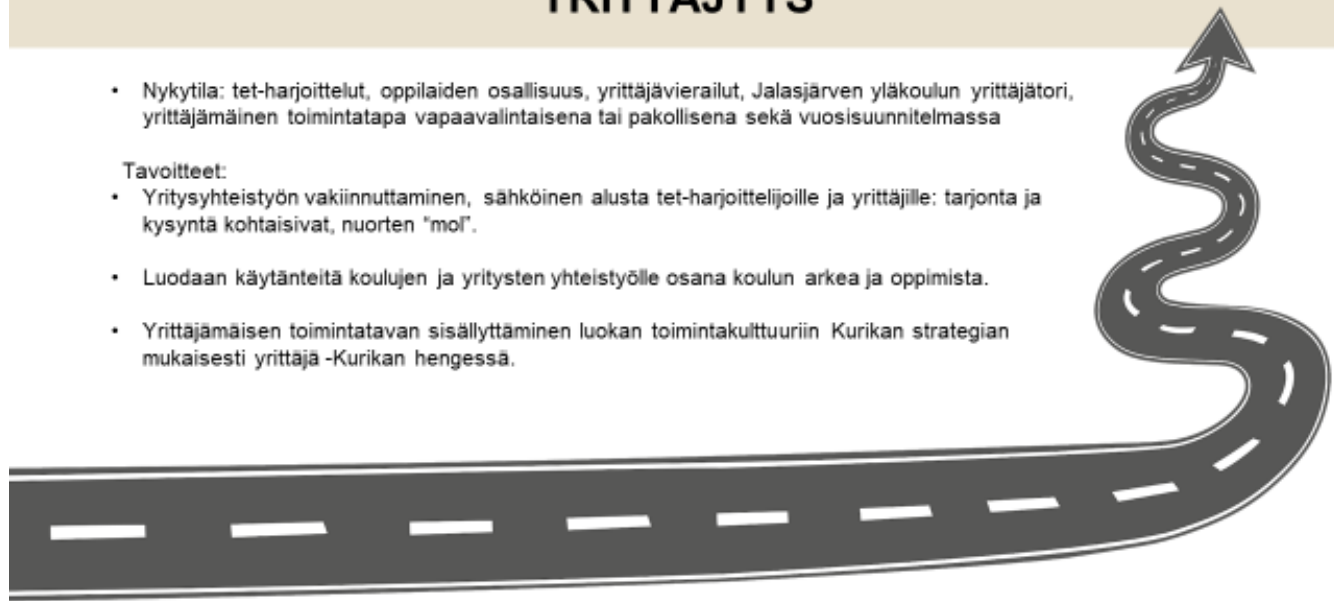 YRITTÄJYYS
• Nykytila: tet-harjoittelut, oppilaiden osallisuus, yrittäjävierailut, Jalasjärven yläkoulun yrittäjätori,
yrittäjämäinen toimintatapa vapaavalintaisena tai pakollisena sekä vuosisuunnitelmassa
Tavoitteet:
• Yritysyhteistyön vakiinnuttaminen, sähköinen alusta tet-harjoittelijoille ja yrittäjille: tarjonta ja
kysyntä kohtaisivat, nuorten “mol”.
• Luodaan käytänteitä koulujen ja yritysten yhteistyölle osana koulun arkea ja oppimista.
• Yrittäjämäisen toimintatavan sisällyttäminen luokan toimintakulttuuriin Kurikan strategian
mukaisesti yrittäjä -Kurikan hengessä.